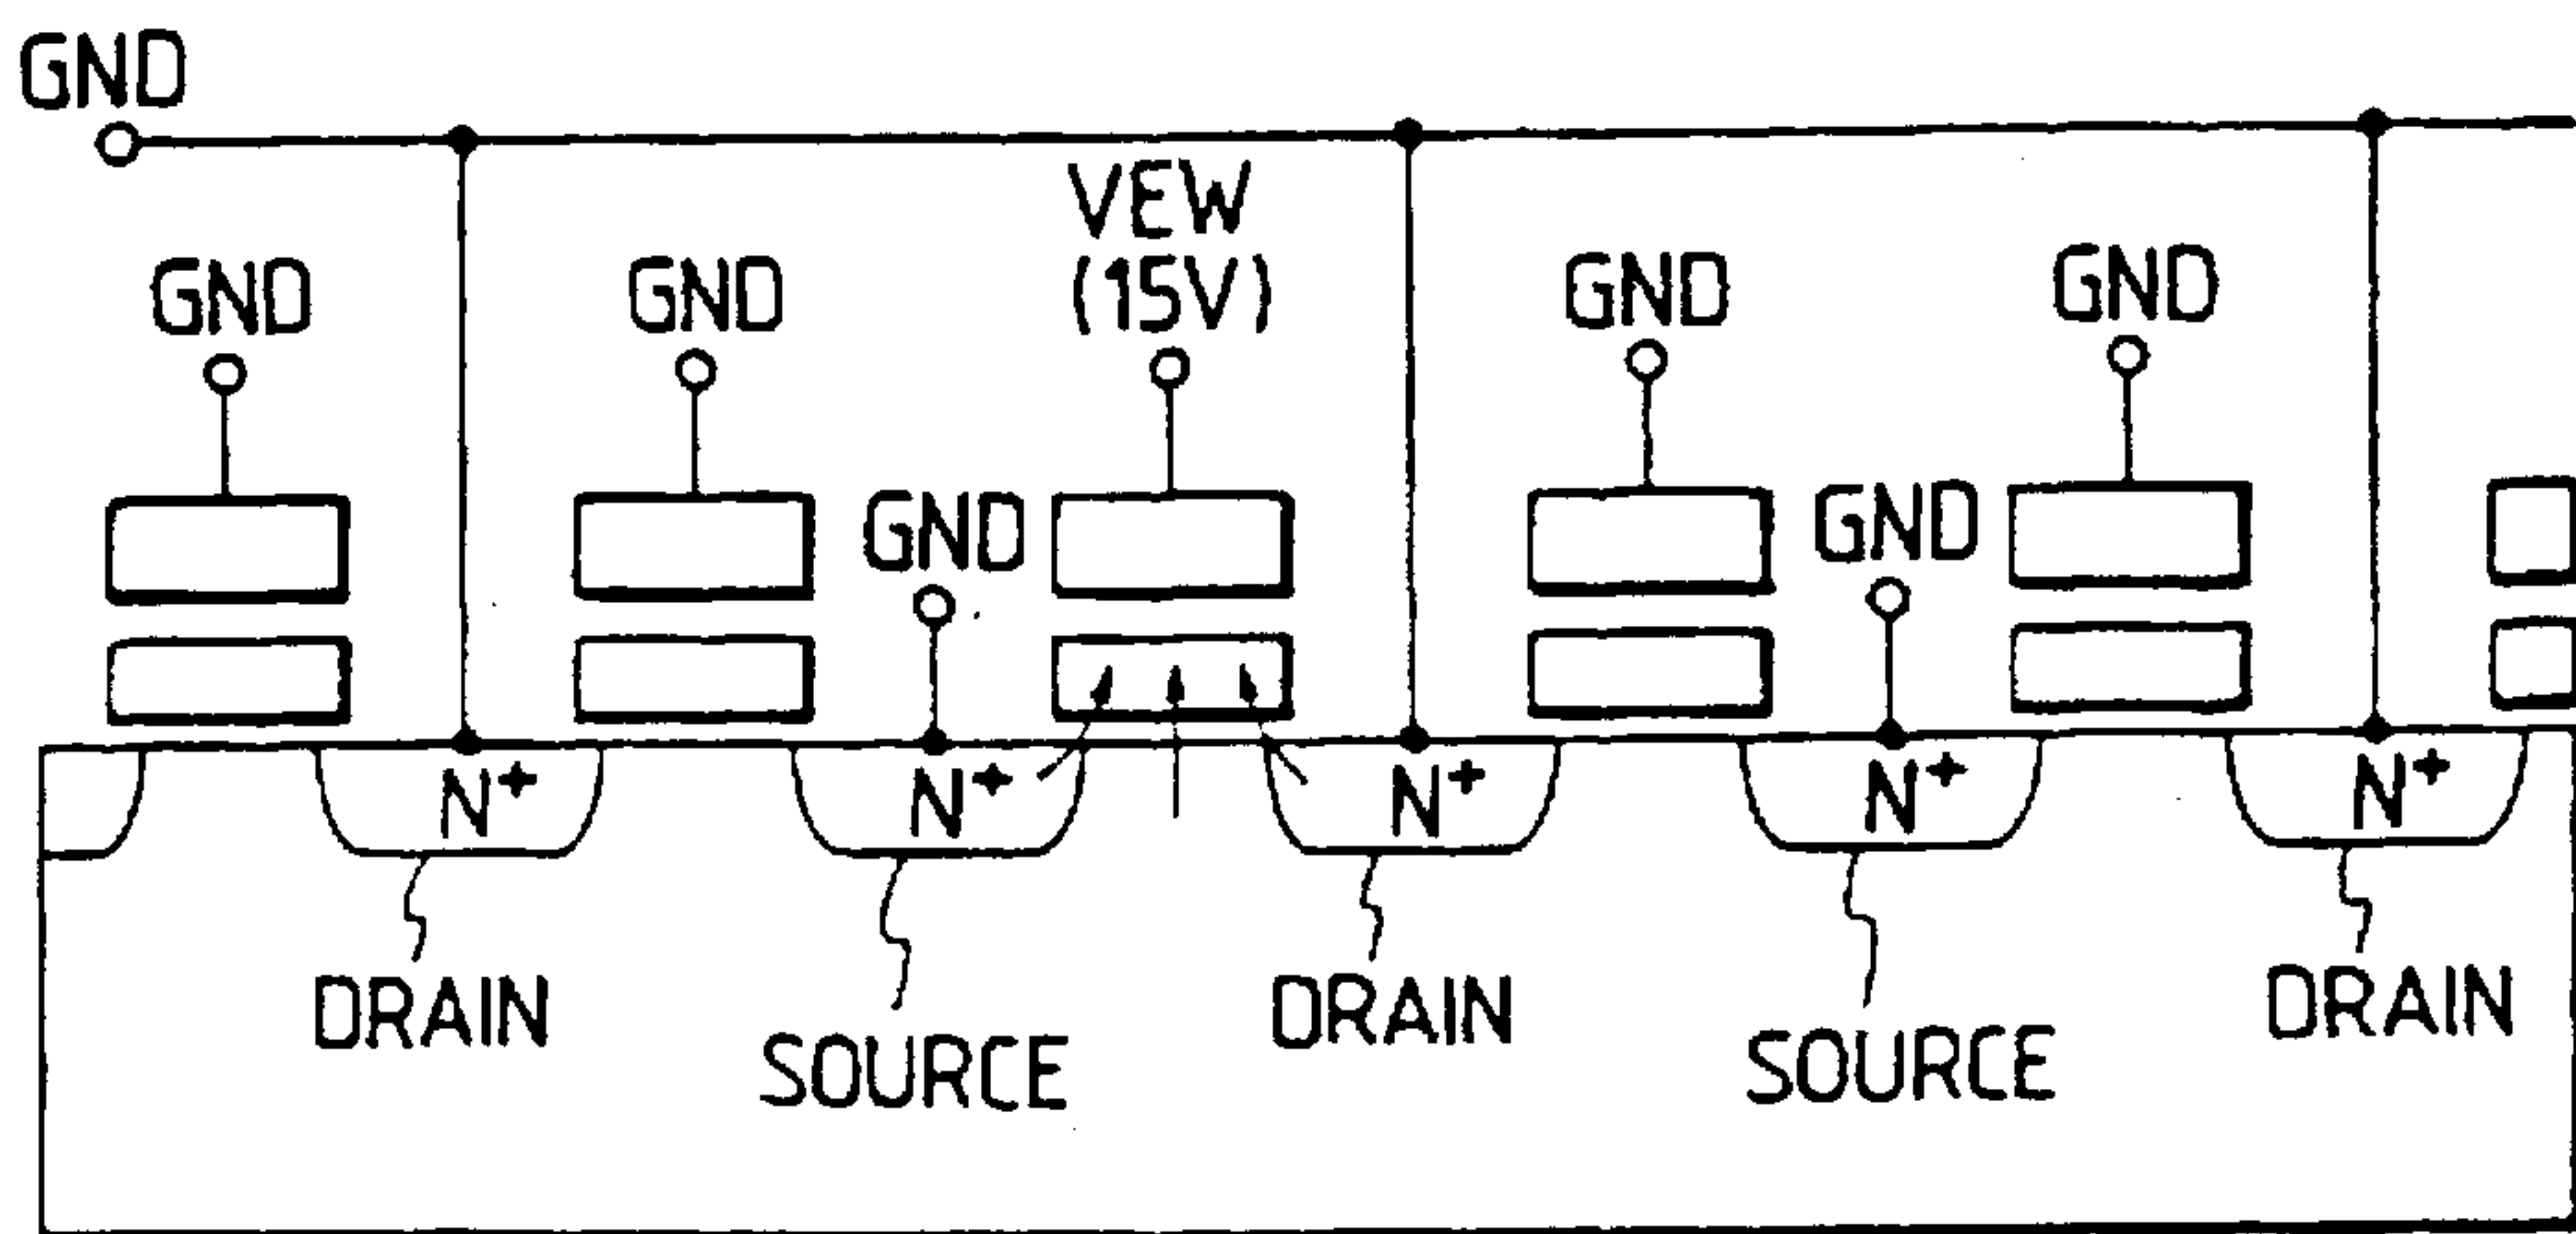 GND
VEW
(15V)
GND
GND
GND
GND
GND
GND
N+
N+
N+
N+
N+
DRAIN
SOURCE
DRAIN
SOURCE
DRAIN